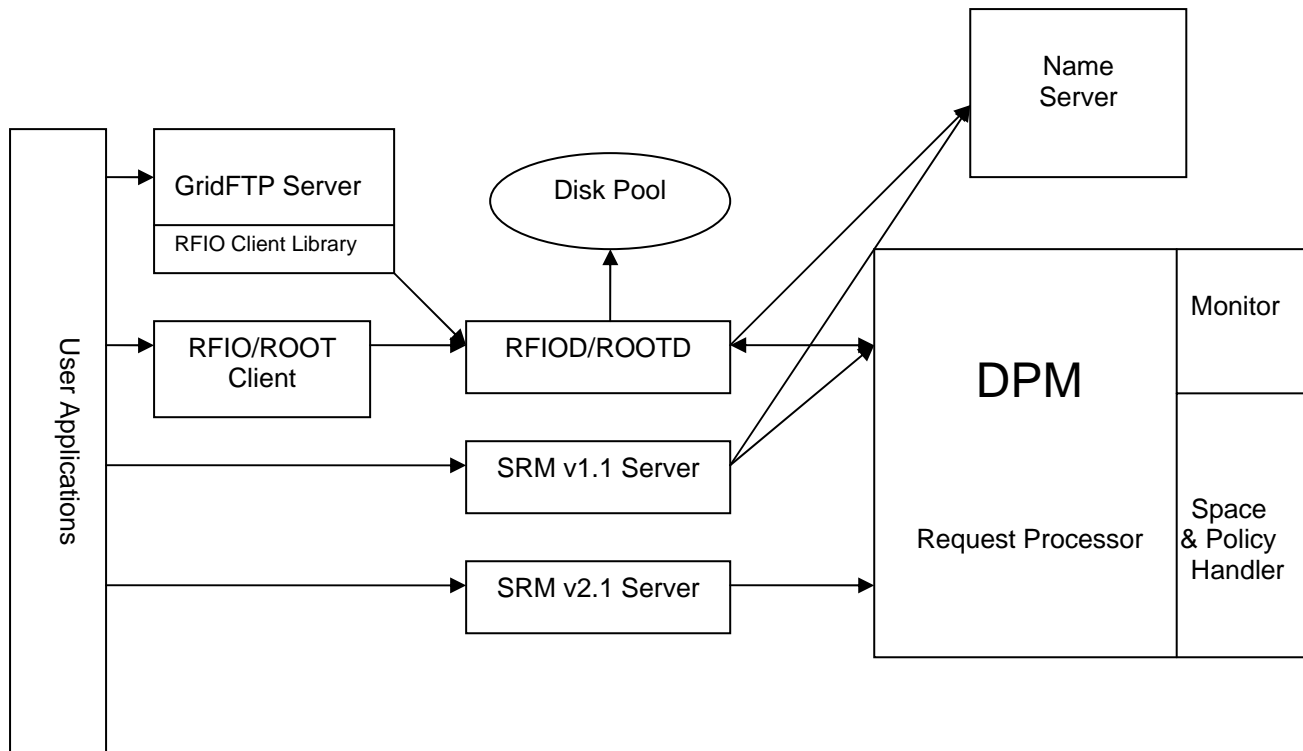 Name
Server
GridFTP Server
RFIO Client Library
Disk Pool
User Applications
RFIO/ROOT
Client
RFIOD/ROOTD
DPM
Monitor
SRM v1.1 Server
Request Processor
Space
& Policy
Handler
SRM v2.1 Server